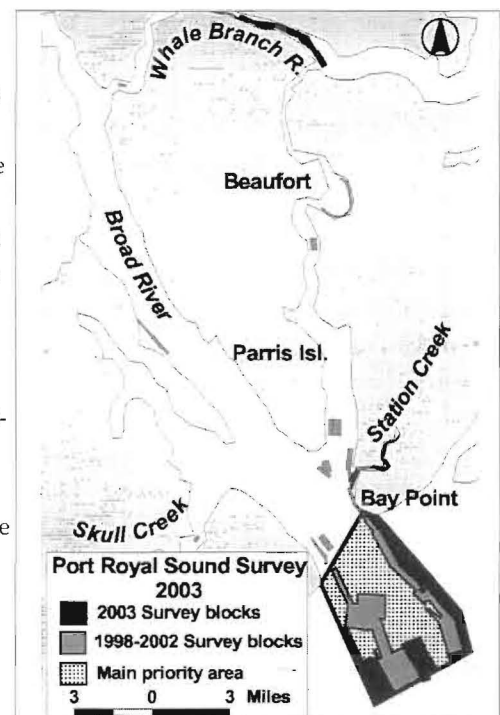 Whale Branch R.
Beaufort
Broad River
Parris Isl.
Station Creek
Bay Point
Skull Creek
Port Royal Sound Survey
2003
2003 Survey blocks
1998-2002 Survey blocks
Main priority area
3 0 3 Miles